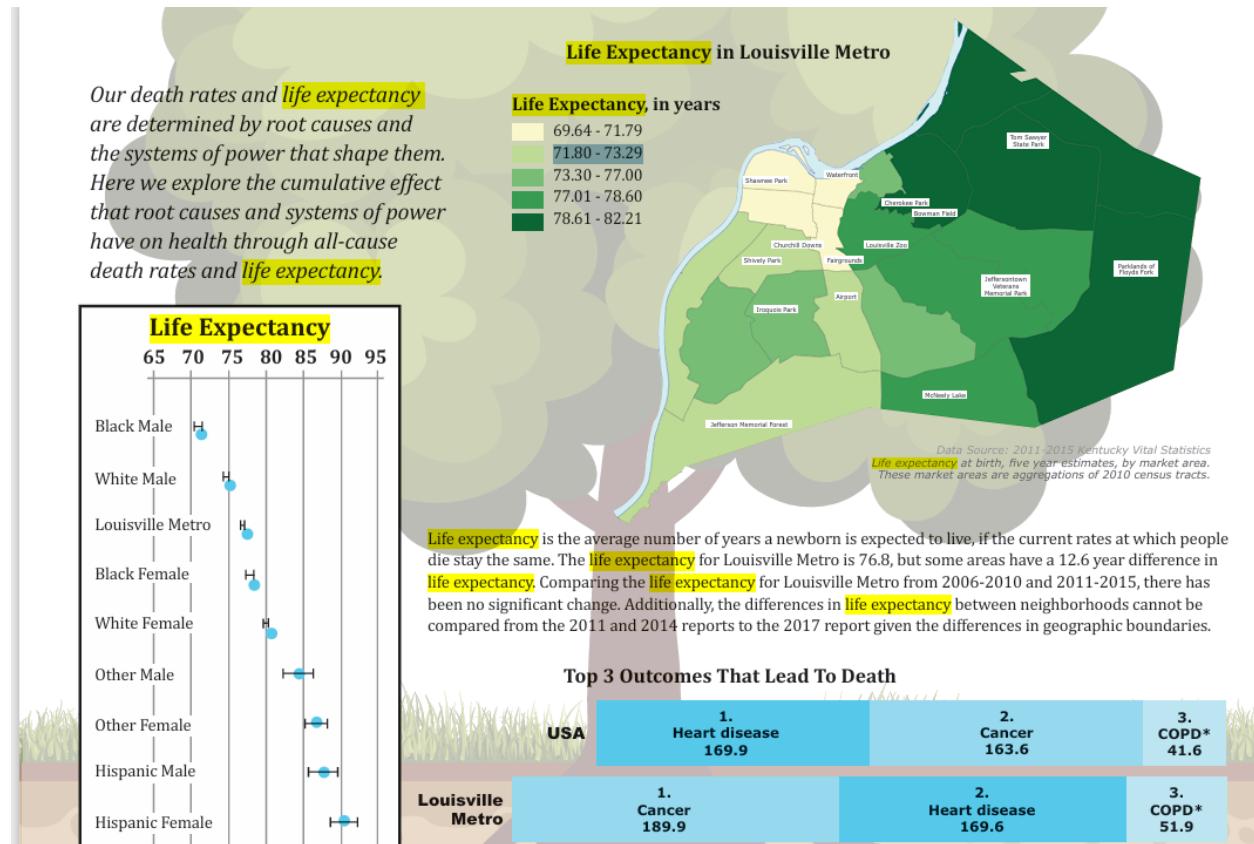 Life Expectancy in Louisville Metro
Our death rates and life expectancy
are determined by root causes and
the systems of power that shape them.
Here we explore the cumulative effect
that root causes and systems of power
have on health through all-cause
death rates and life expectancy.
Life Expectancy, in years
69.64 - 71.79
71.80 - 73.29
73.30 - 77.00
77.01 - 78.60
78.61 - 82.21
Tom Sawyer
State Park
Shawnee Park
Waterfront
Cherokee Park
Bowman Field
Churchill Downs
Louisville Zoo
Shively Park
Fairgrounds
Parklands of
Floyds Fork
Jeffersontown
Veterans
Memorial Park
Airport
Iroquois Park
McNeely Lake
Jefferson Memorial Forest
Data Source: 2011-2015 Kentucky Vital Statistics
Life expectancy at birth, five year estimates, by market area.
These market areas are aggregations of 2010 census tracts.
Life Expectancy
65 70 75 80 85 90 95
Black Male
White Male
Louisville Metro
Black Female
White Female
Other Male
Other Female
Hispanic Male
Hispanic Female
Life expectancy is the average number of years a newborn is expected to live, if the current rates at which people
die stay the same. The life expectancy for Louisville Metro is 76.8, but some areas have a 12.6 year difference in
life expectancy. Comparing the life expectancy for Louisville Metro from 2006-2010 and 2011-2015, there has
been no significant change. Additionally, the differences in life expectancy between neighborhoods cannot be
compared from the 2011 and 2014 reports to the 2017 report given the differences in geographic boundaries.
Top 3 Outcomes That Lead To Death
USA
1.
Heart disease
169.9
2.
Cancer
163.6
3.
COPD*
41.6
Louisville
Metro
1.
Cancer
189.9
2.
Heart disease
169.6
3.
COPD*
51.9